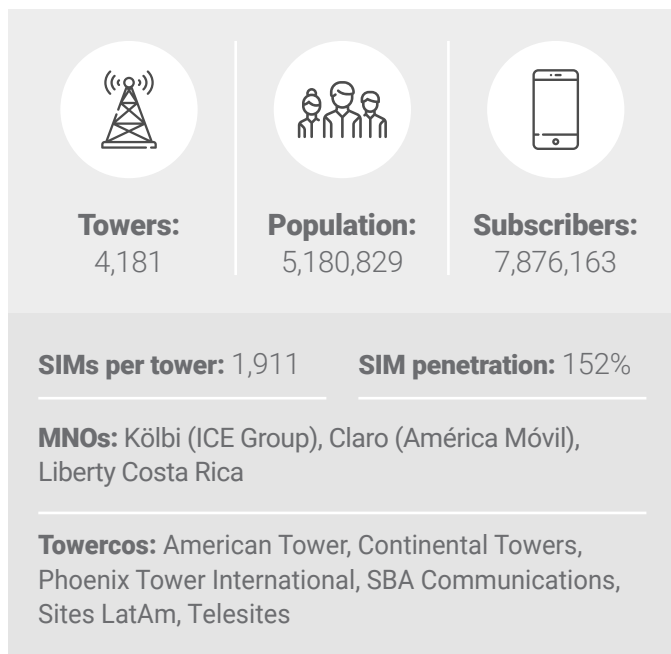 Towers:
4,181
Population:
5,180,829
Subscribers:
7,876,163
SIMs per tower: 1,911
SIM penetration: 152%
MNOs: Kölbi (ICE Group), Claro (América Móvil),
Liberty Costa Rica
Towercos: American Tower, Continental Towers,
Phoenix Tower International, SBA Communications,
Sites LatAm, Telesites